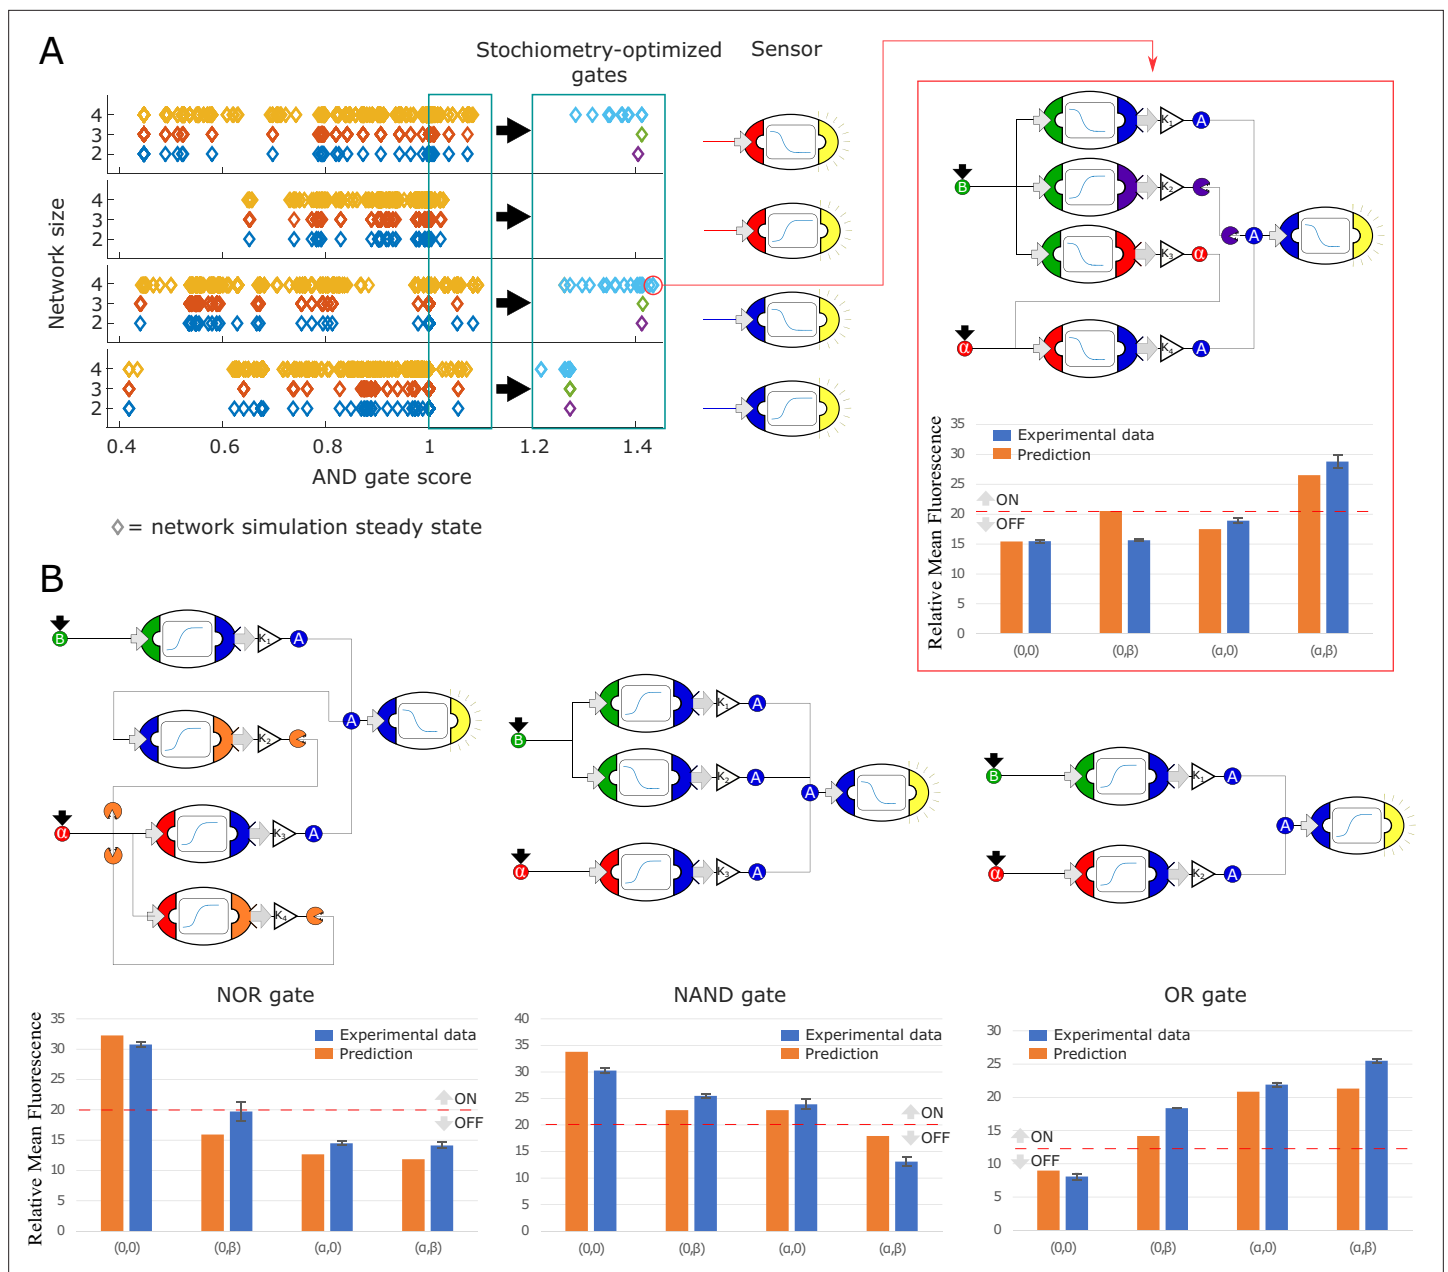 A
Stochiometry-optimized
gates
Sensor
Network size
4
3
2
4
3
2
4
3
2
4
3
2
0.4 0.6 0.8 1 1.2 1.4
AND gate score
◇ = network simulation steady state
B
α
K₁
K₂
K₃
K₄
A
α
A
A
Relative Mean Fluorescence
35
30
25
20
15
10
5
0
Experimental data
Prediction
ON
OFF
(0,0) (0,β) (α,0) (α,β)
B
B
α
K₁
K₂
K₃
K₄
A
A
A
B
α
K₁
K₂
K₃
A
A
A
A
B
α
K₁
K₂
A
A
A
NOR gate
Relative Mean Fluorescence
35
30
25
20
15
10
5
0
Experimental data
Prediction
ON
OFF
(0,0) (0,β) (α,0) (α,β)
NAND gate
40
35
30
25
20
15
10
5
0
Experimental data
Prediction
ON
OFF
(0,0) (0,β) (α,0) (α,β)
OR gate
30
25
20
15
10
5
0
Experimental data
Prediction
ON
OFF
(0,0) (0,β) (α,0) (α,β)